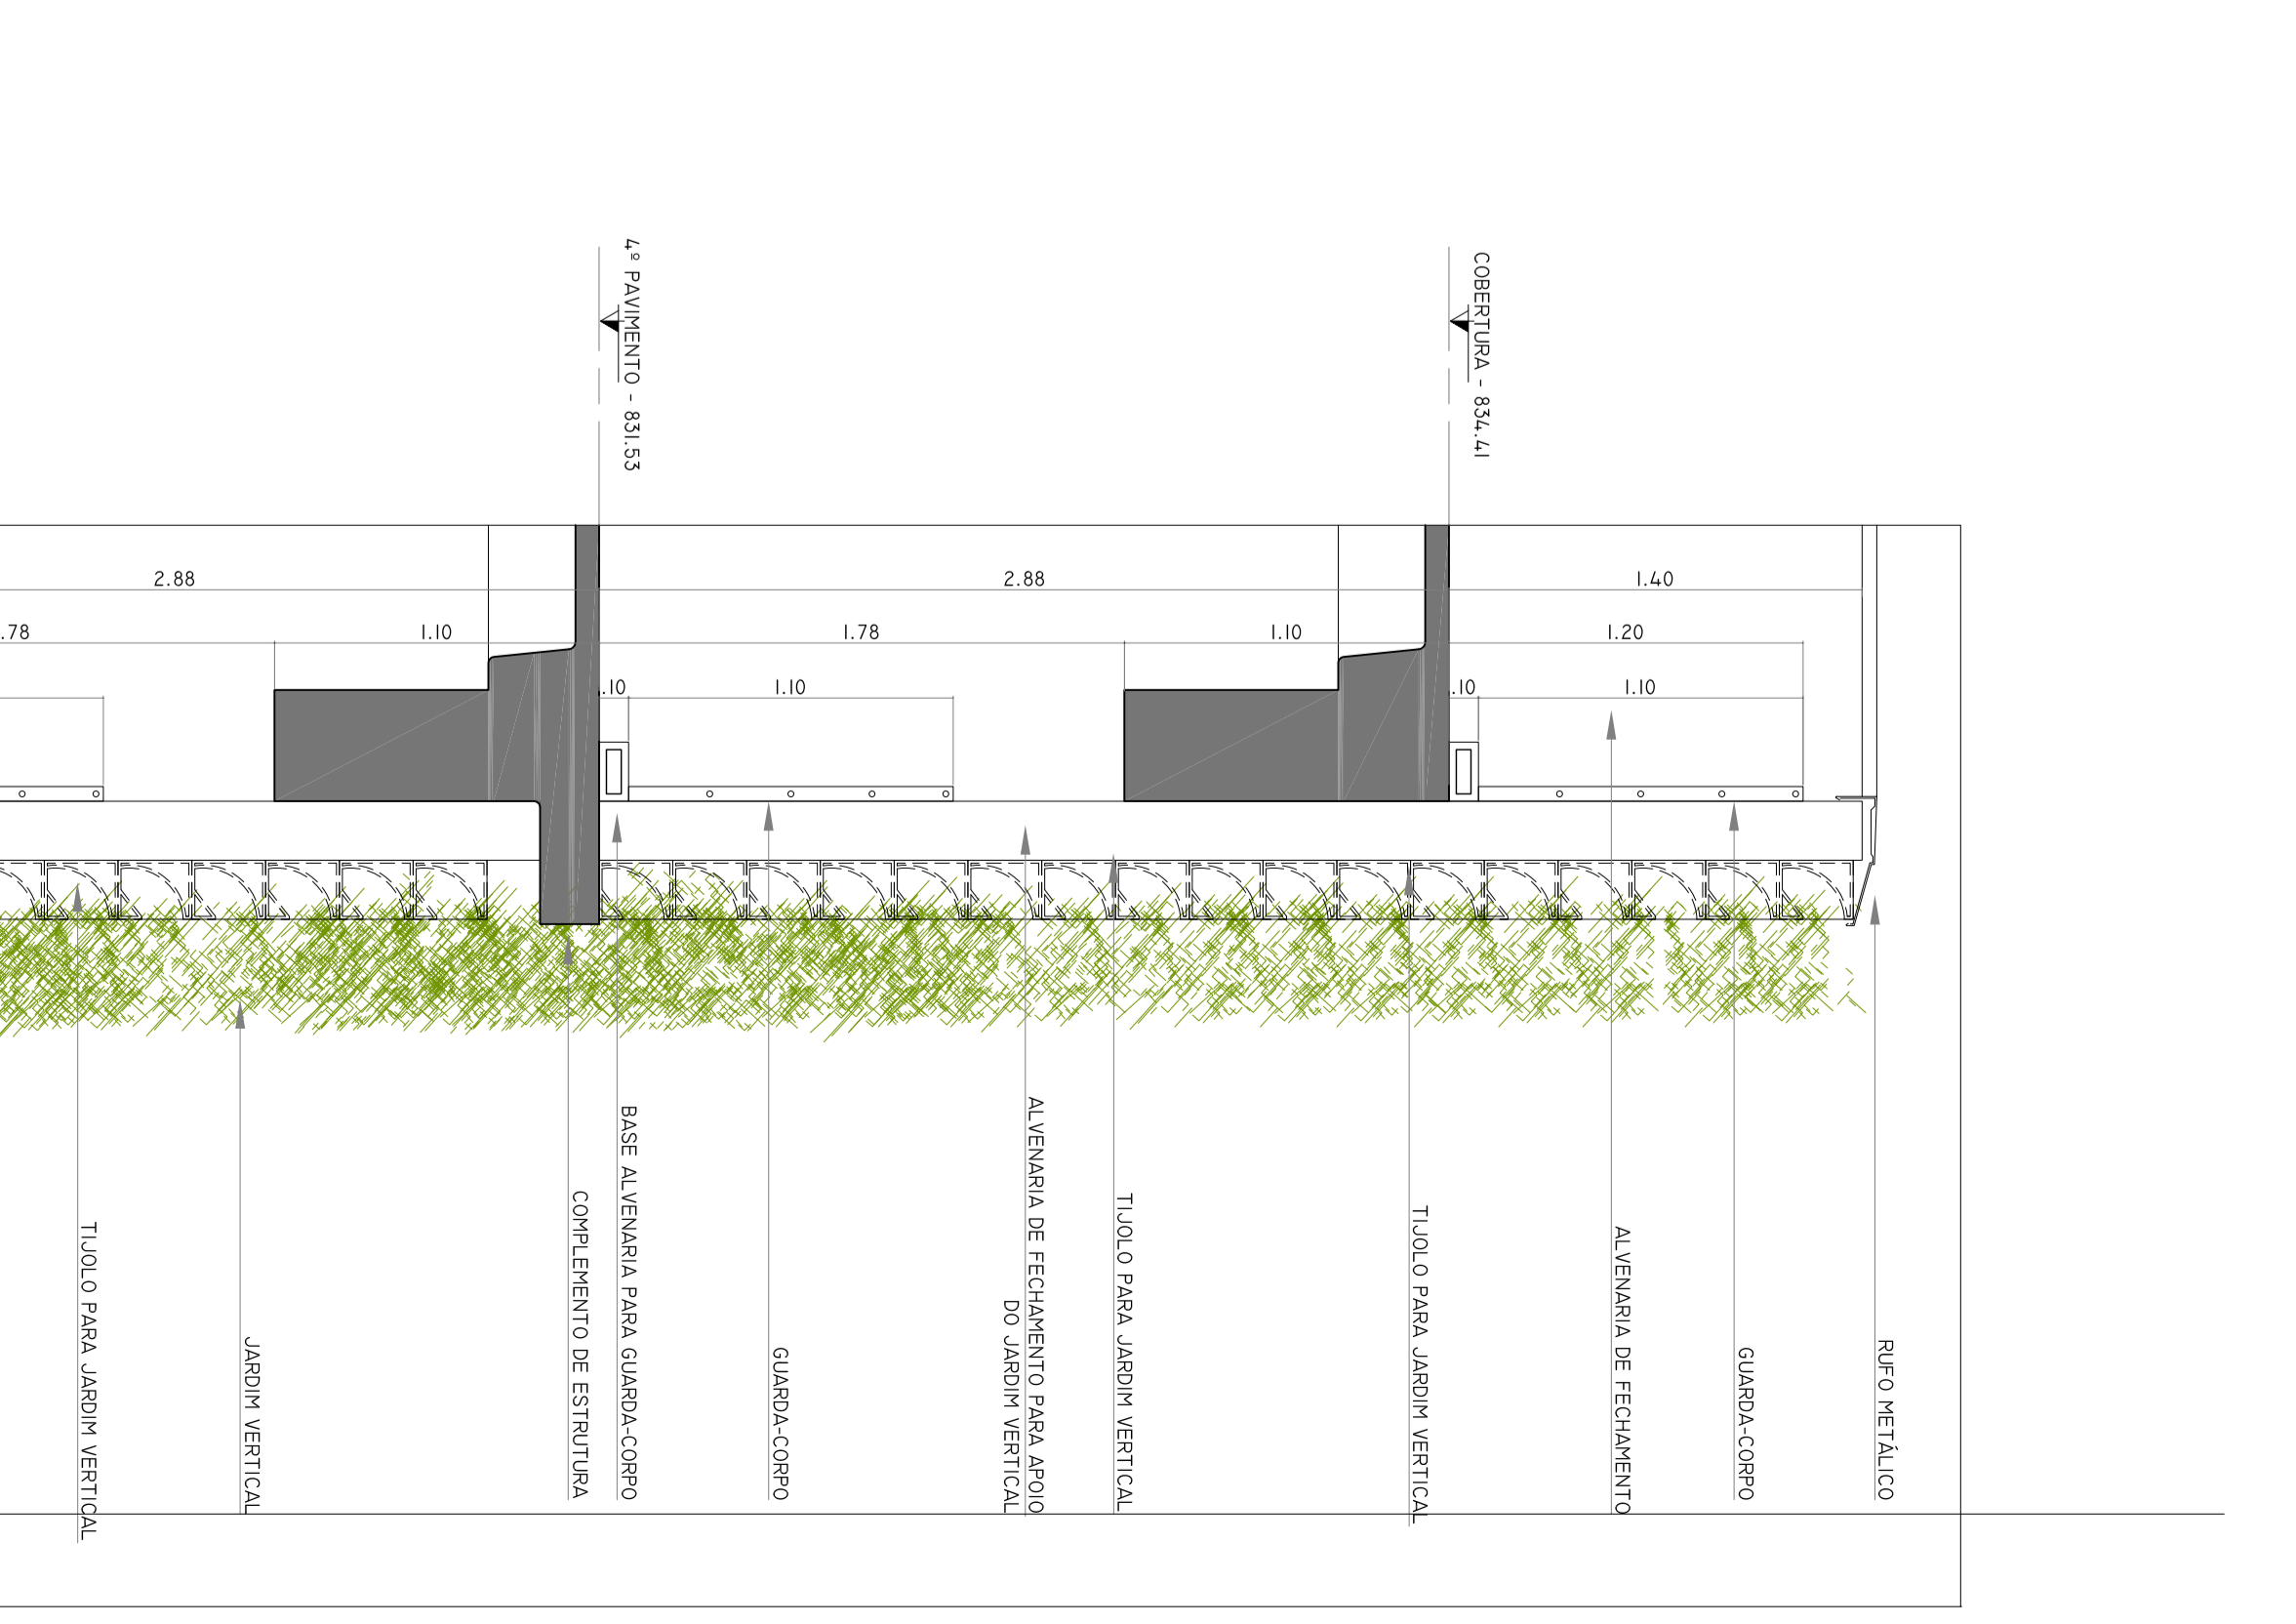 COBERTURA - 834.41
4º PAVIMENTO - 831.53
2.88
2.88
1.40
.78
1.10
1.78
1.10
1.20
.10
1.10
.10
1.10
RUFO METÁLICO
GUARDA-CORPO
ALVENARIA DE FECHAMENTO
TIJOLO PARA JARDIM VERTICAL
TIJOLO PARA JARDIM VERTICAL
ALVENARIA DE FECHAMENTO PARA APOIO
DO JARDIM VERTICAL
GUARDA-CORPO
BASE ALVENARIA PARA GUARDA-CORPO
COMPLEMENTO DE ESTRUTURA
JARDIM VERTICAL
TIJOLO PARA JARDIM VERTICAL